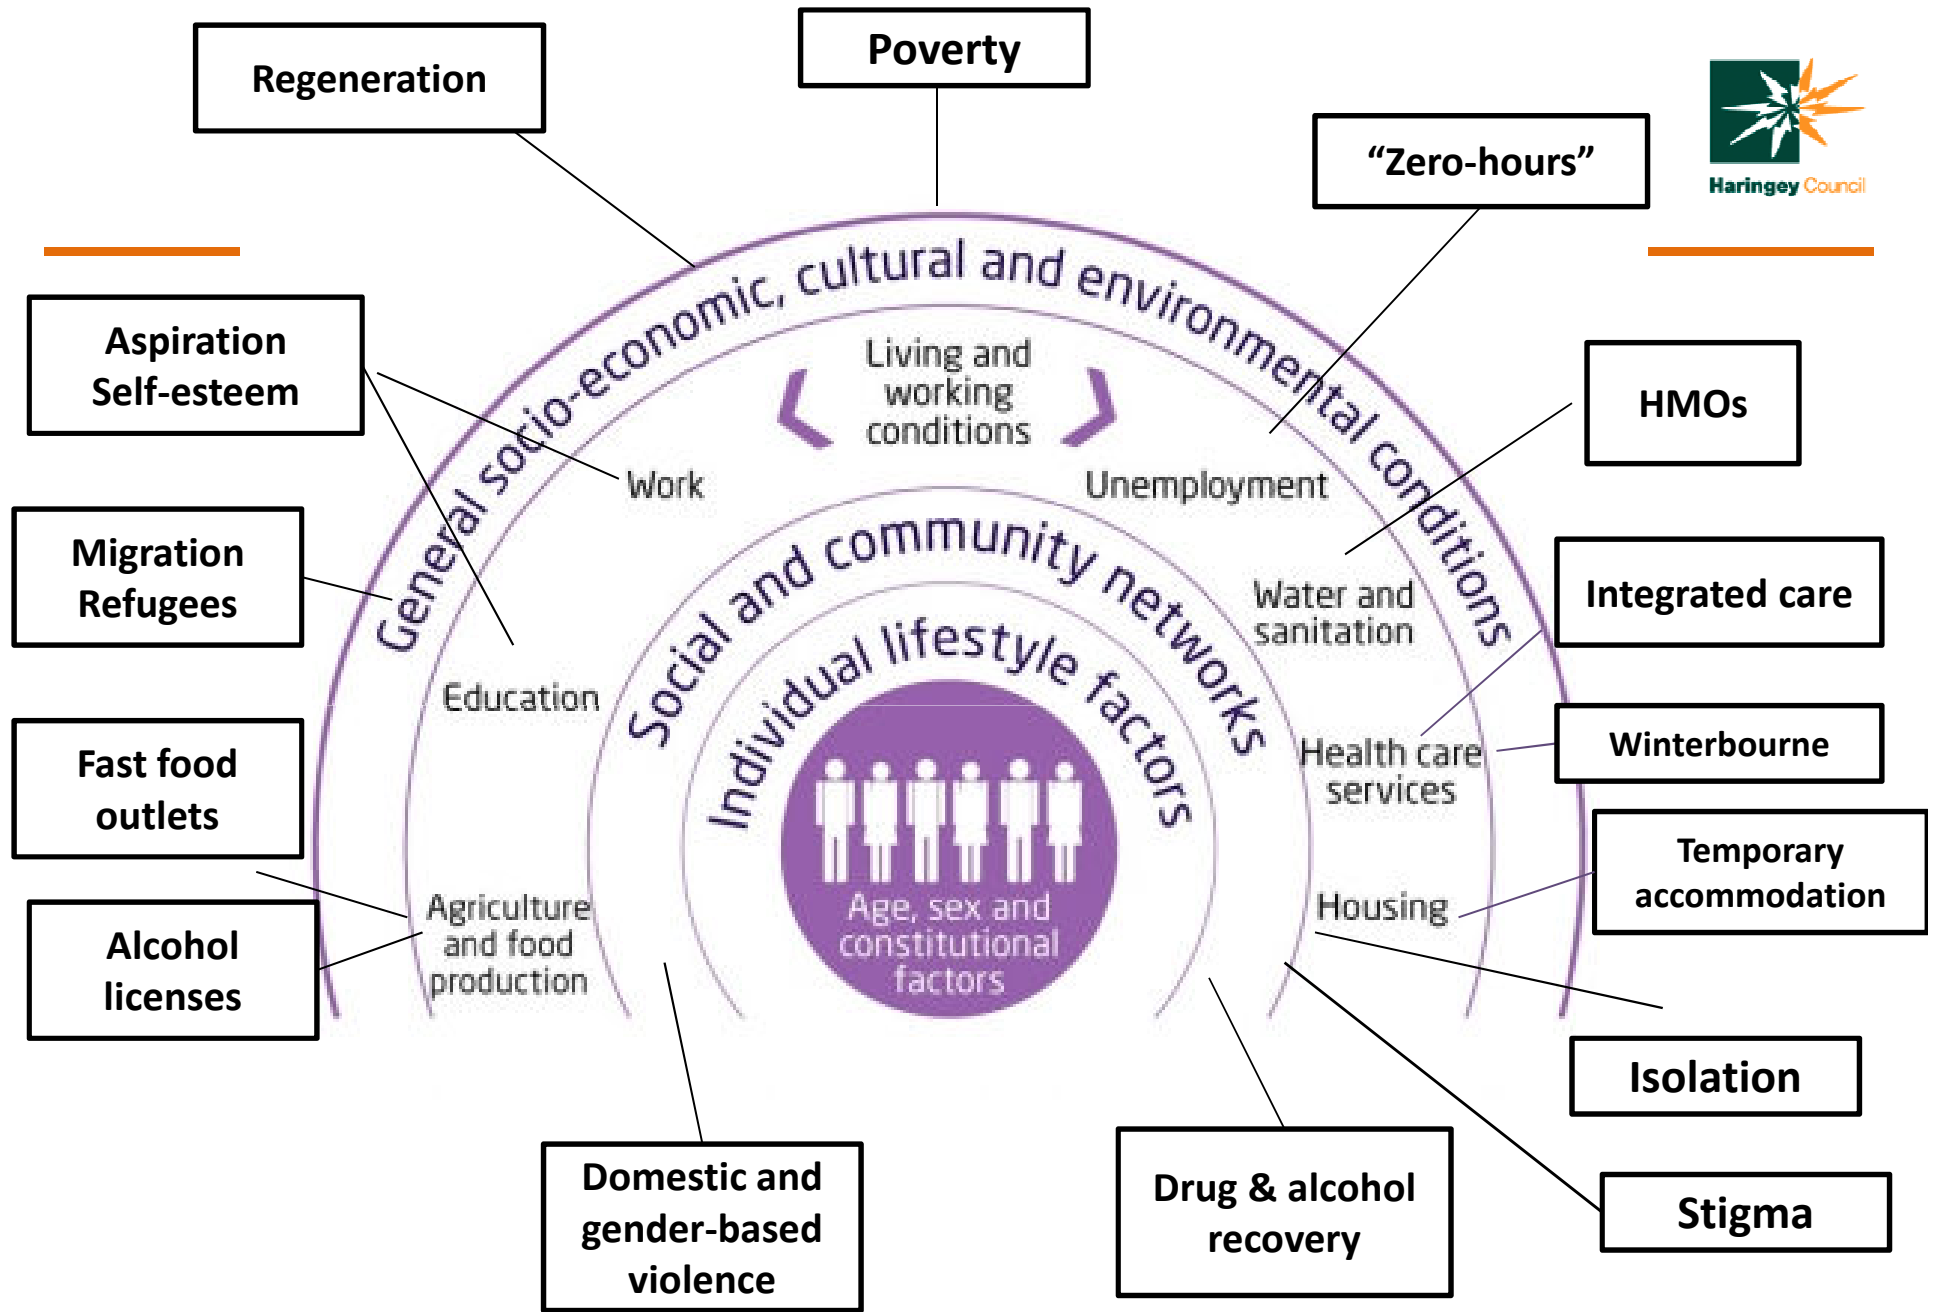 Regeneration
Poverty
“Zero-hours”
Haringey Council
Aspiration
Self-esteem
Migration
Refugees
Fast food
outlets
Alcohol
licenses
General socio-economic, cultural and environmental conditions
Living and
working
conditions
Work
Unemployment
Education
Water and
sanitation
Health care
services
Agriculture
and food
production
Housing
Social and community networks
Individual lifestyle factors
Age, sex and
constitutional
factors
HMOs
Integrated care
Winterbourne
Temporary
accommodation
Isolation
Stigma
Domestic and
gender-based
violence
Drug & alcohol
recovery